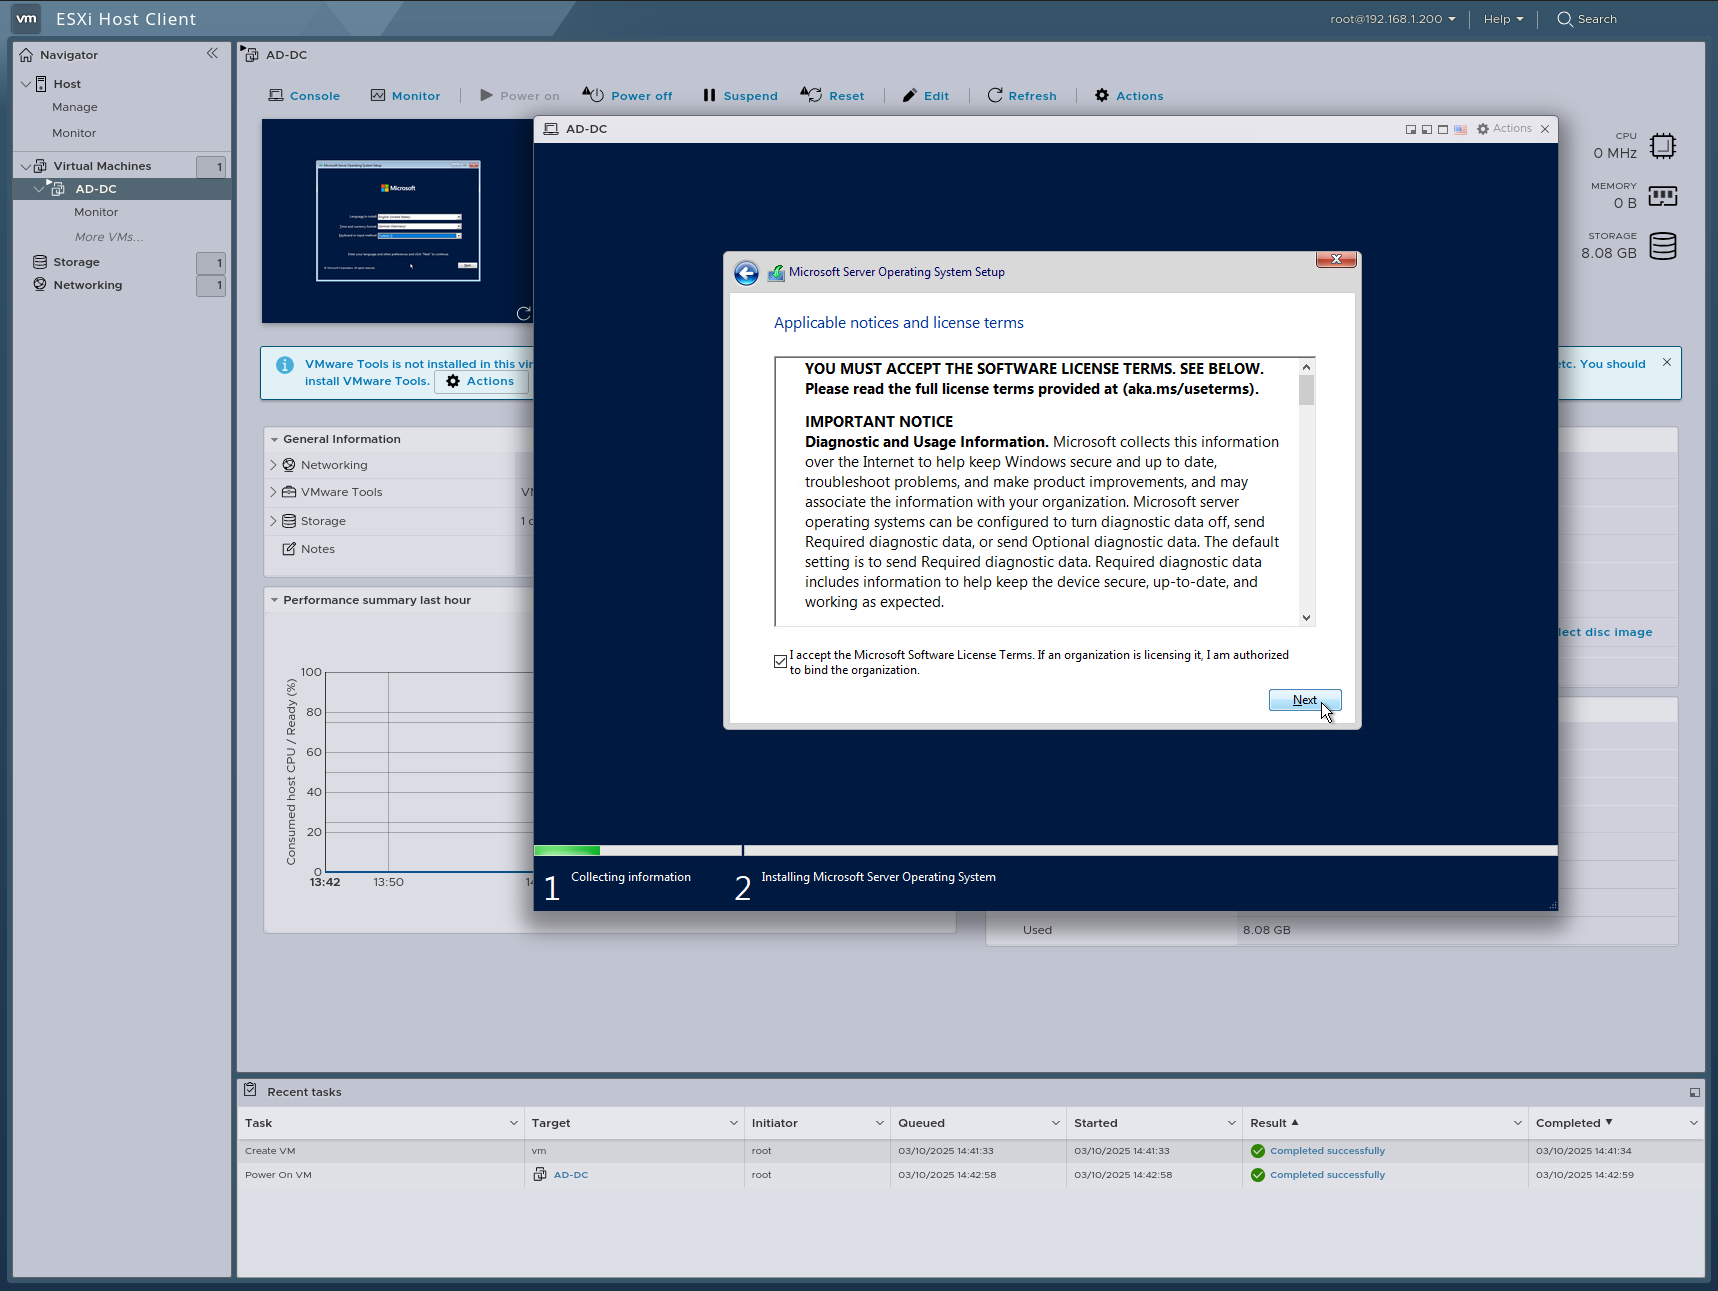 vm ESXi Host Client
root@192.168.1.200 Help Search
Navigator
Host
Manage
Monitor
Virtual Machines 1
AD-DC
Monitor
More VMs...
Storage 1
Networking 1
AD-DC
Console Monitor Power on Power off Suspend Reset Edit Refresh Actions
Microsoft
CPU
0 MHz
MEMORY
0 B
STORAGE
8.08 GB
VMware Tools is not installed in this
install VMware Tools. Actions
etc. You should
General Information
Networking
VMware Tools
Storage
Notes
lect disc image
Performance summary last hour
Consumed host CPU / Ready (%)
100
80
60
40
20
0
13:42 13:50
Used 8.08 GB
AD-DC Actions
Microsoft Server Operating System Setup
Applicable notices and license terms
YOU MUST ACCEPT THE SOFTWARE LICENSE TERMS. SEE BELOW.
Please read the full license terms provided at (aka.ms/useterms).
IMPORTANT NOTICE
Diagnostic and Usage Information. Microsoft collects this information
over the Internet to help keep Windows secure and up to date,
troubleshoot problems, and make product improvements, and may
associate the information with your organization. Microsoft server
operating systems can be configured to turn diagnostic data off, send
Required diagnostic data, or send Optional diagnostic data. The default
setting is to send Required diagnostic data. Required diagnostic data
includes information to help keep the device secure, up-to-date, and
working as expected.
I accept the Microsoft Software License Terms. If an organization is licensing it, I am authorized
to bind the organization.
Next
1 Collecting information 2 Installing Microsoft Server Operating System
Recent tasks
Task Target Initiator Queued Started Result Completed
Create VM vm root 03/10/2025 14:41:33 03/10/2025 14:41:33 Completed successfully 03/10/2025 14:41:34
Power On VM AD-DC root 03/10/2025 14:42:58 03/10/2025 14:42:58 Completed successfully 03/10/2025 14:42:59